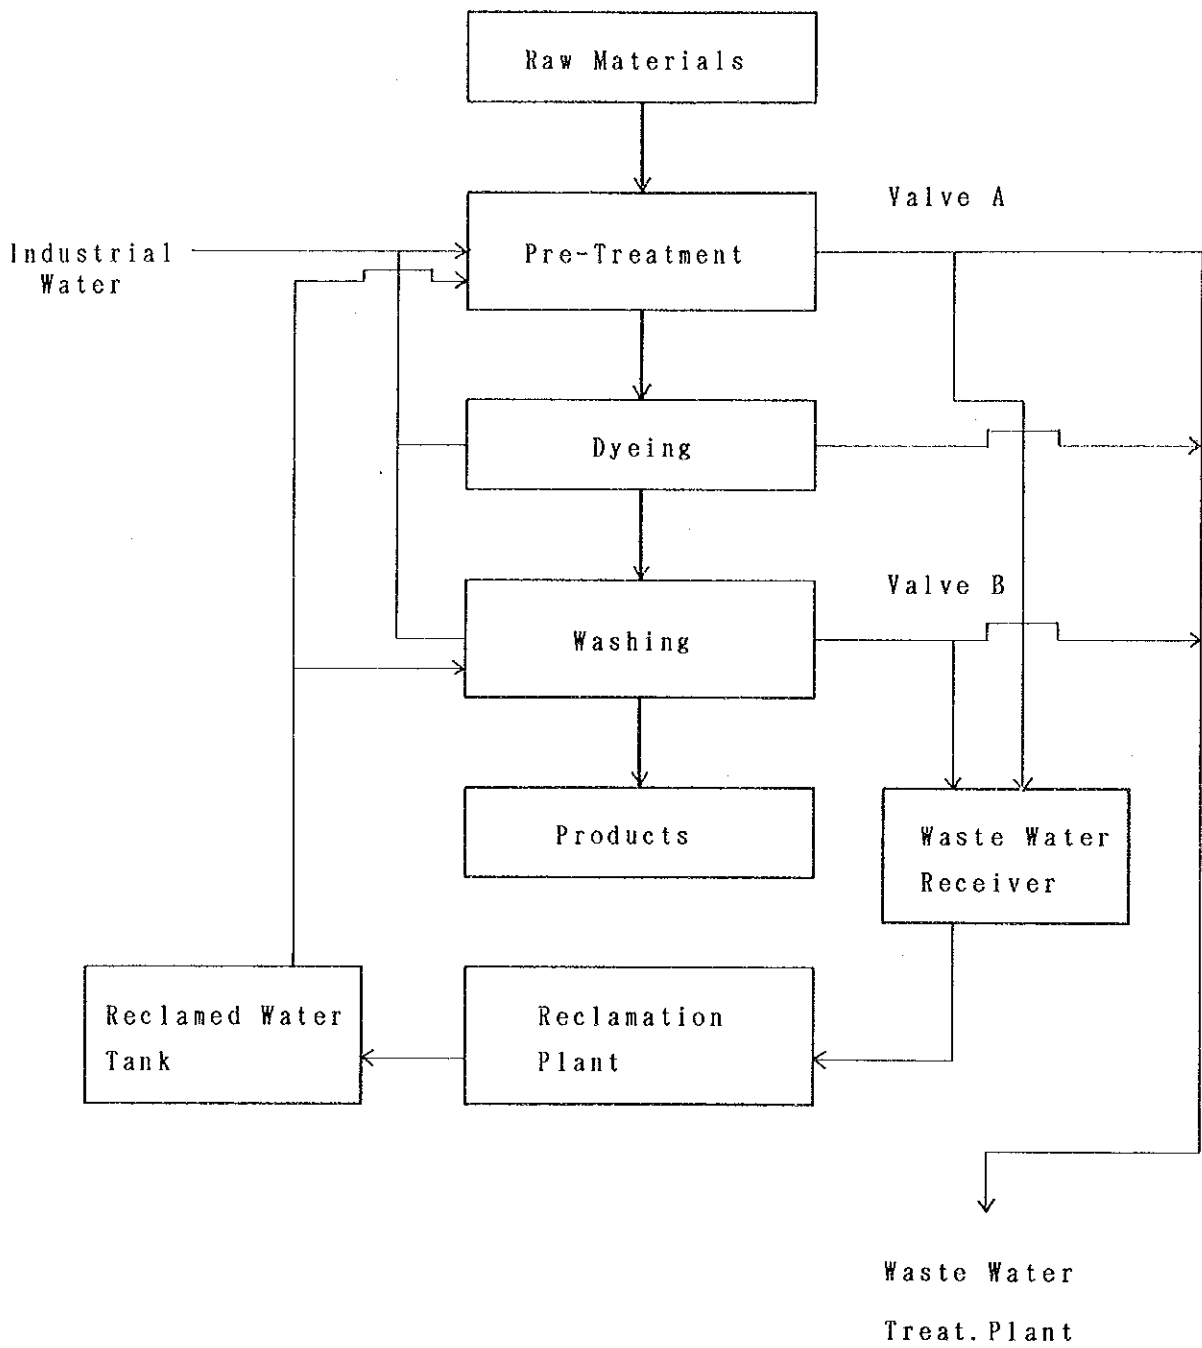 Raw Materials
Valve A
Industrial
Water
Pre-Treatment
Dyeing
Valve B
Washing
Products
Waste Water
Receiver
Reclamed Water
Tank
Reclamation
Plant
Waste Water
Treat. Plant